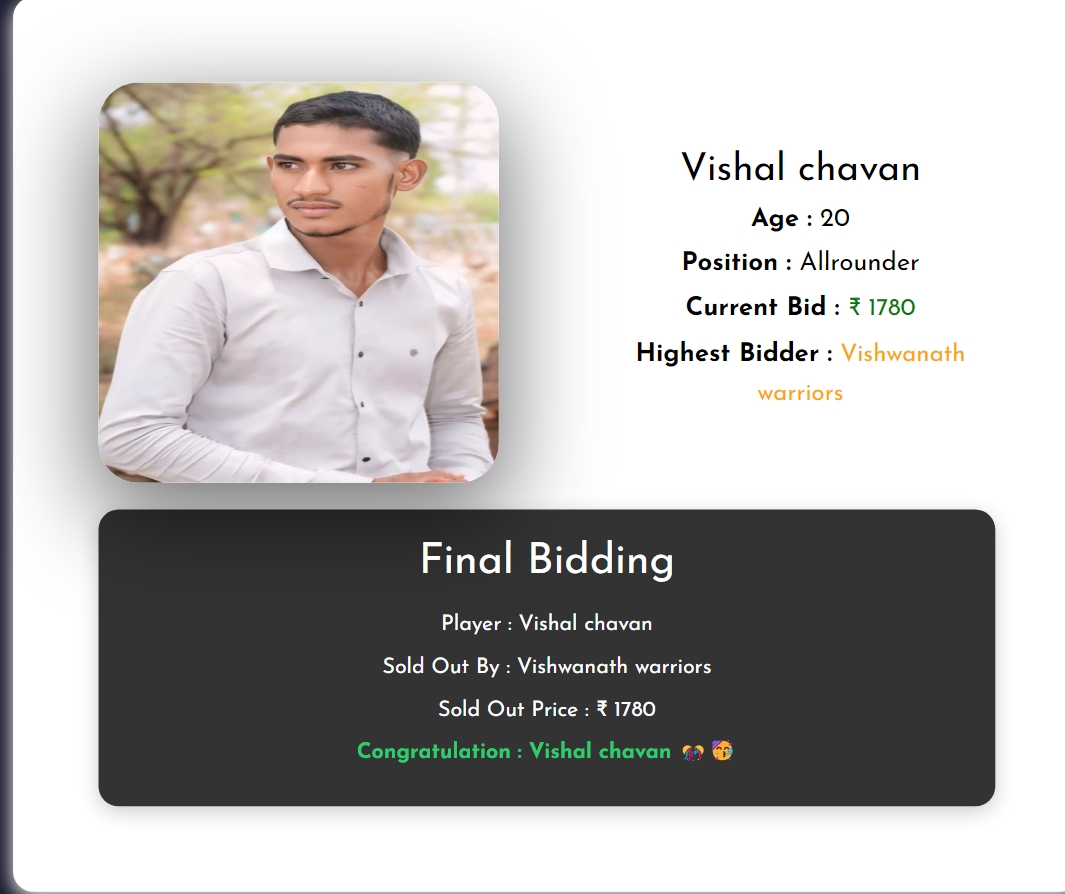 Vishal chavan
Age : 20
Position : Allrounder
Current Bid : ₹ 1780
Highest Bidder : Vishwanath
warriors
Final Bidding
Player : Vishal chavan
Sold Out By : Vishwanath warriors
Sold Out Price : ₹ 1780
Congratulation : Vishal chavan 🎊 🥳